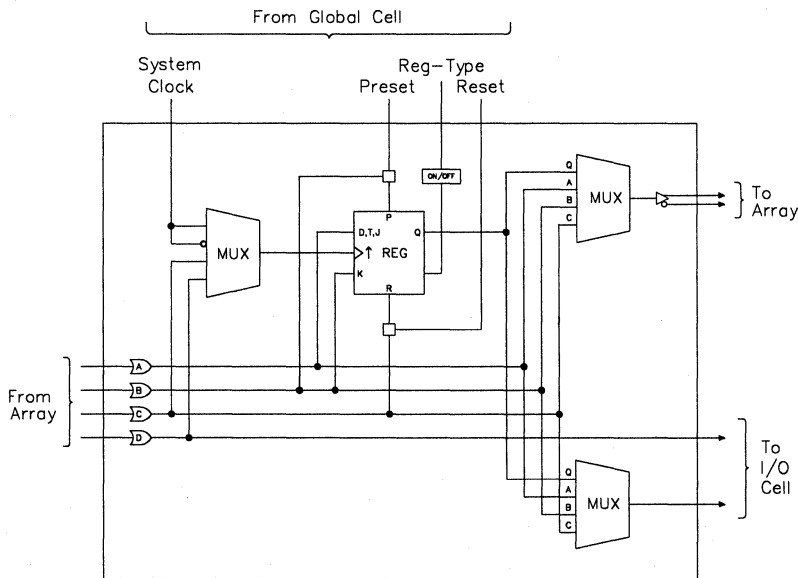 From Global Cell
System
Clock
Reg-Type
Preset
Reset
ON/OFF
P
D,T,J
Q
↑ REG
K
R
MUX
Q
A
B
C
MUX
To
Array
From
Array
A
B
C
D
To
I/O
Cell
Q
A
B
C
MUX